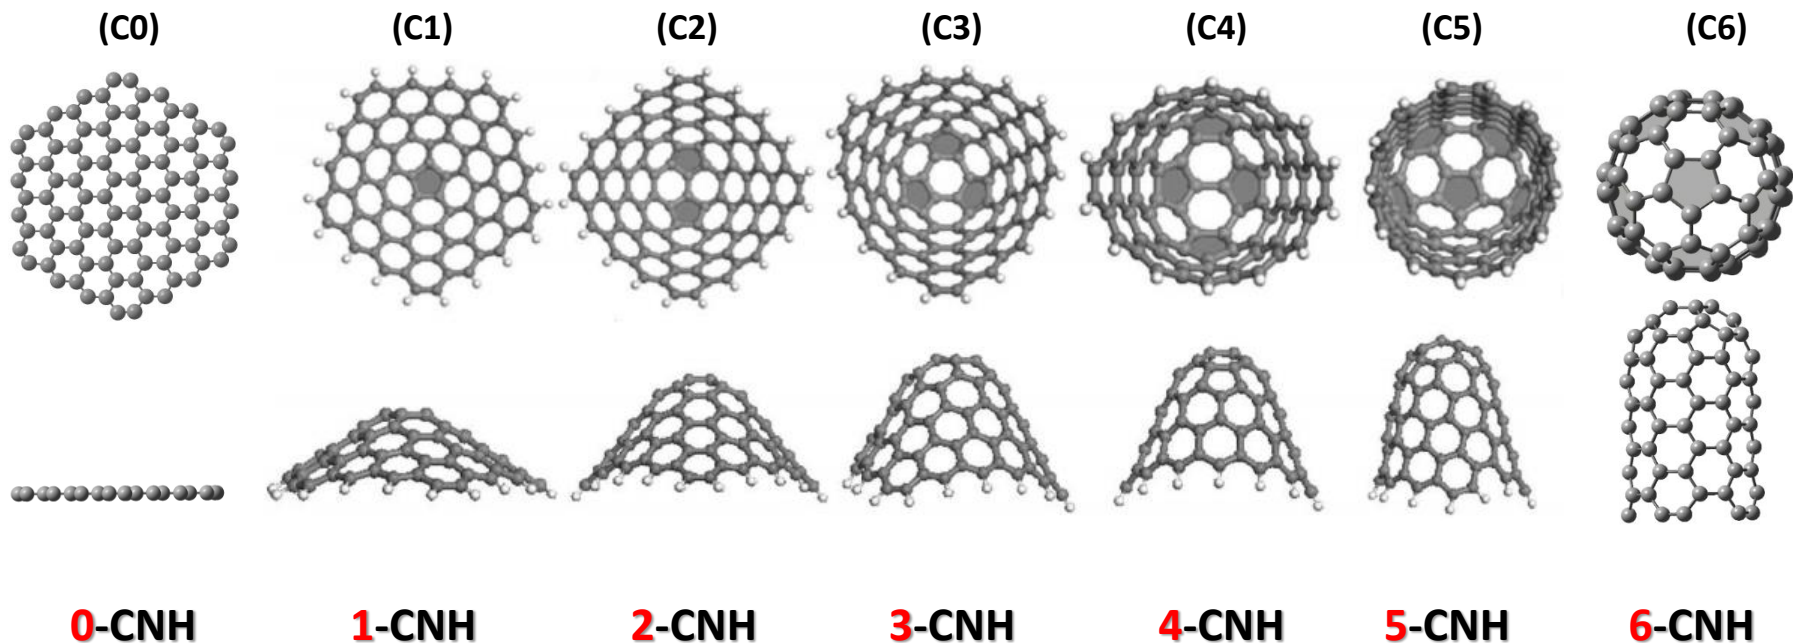 (C0) (C1) (C2) (C3) (C4) (C5) (C6)
0-CNH 1-CNH 2-CNH 3-CNH 4-CNH 5-CNH 6-CNH